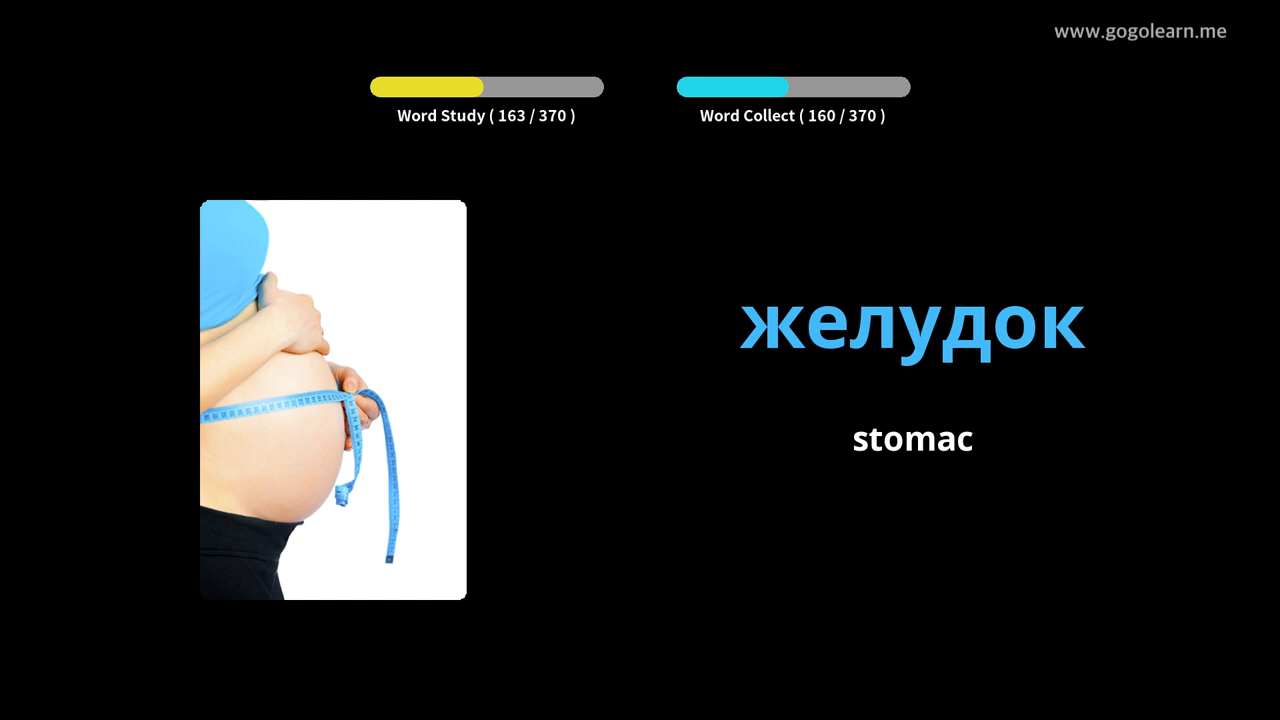 www.gogolearn.me
Word Study ( 163 / 370 )
Word Collect ( 160 / 370 )
желудок
stomac